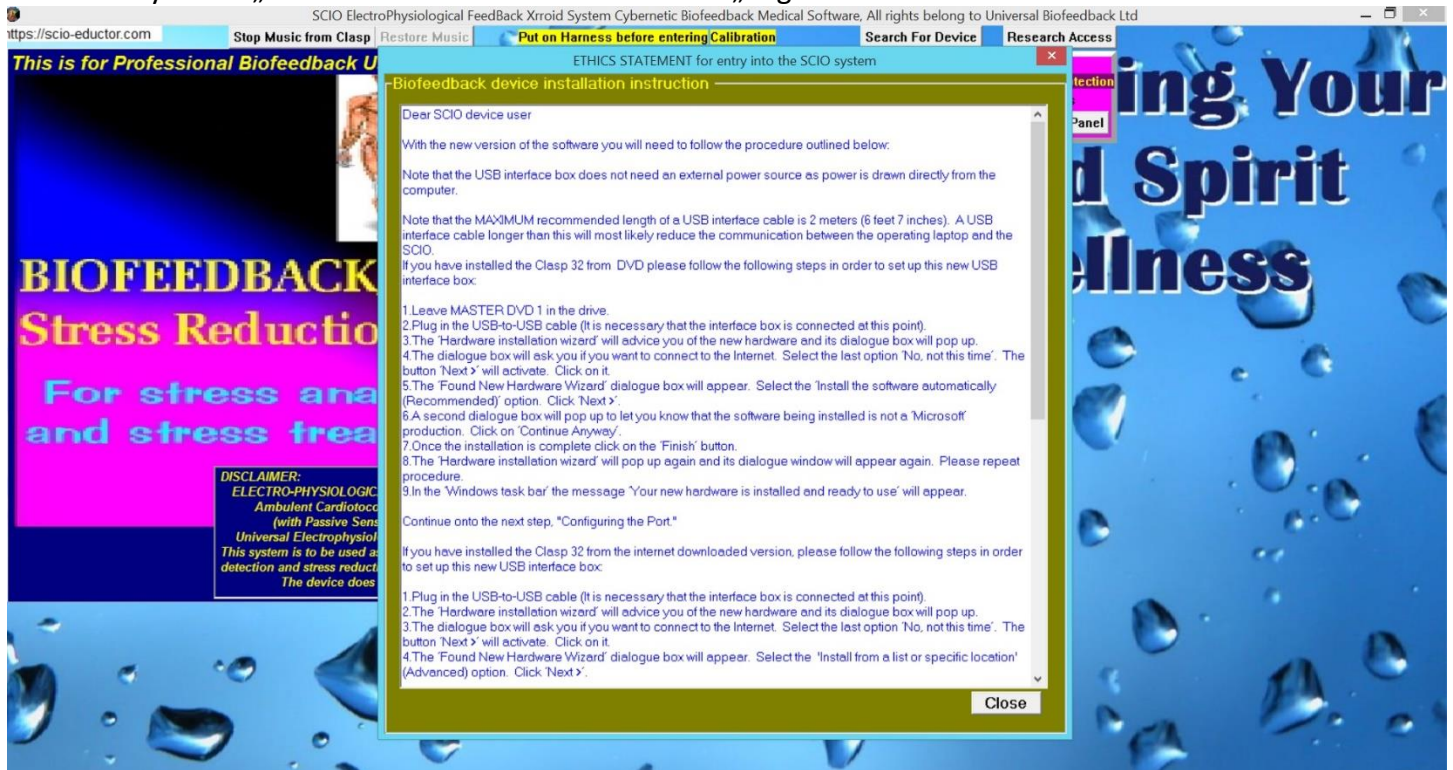 SCIO ElectroPhysiological FeedBack Xrroid System Cybernetic Biofeedback Medical Software, All rights belong to Universal Biofeedback Ltd
ttps://scio-eductor.com Stop Music from Clasp Restore Music Put on Harness before entering Calibration Search For Device Research Access
This is for Professional Biofeedback U
ETHICS STATEMENT for entry into the SCIO system
Biofeedback device installation instruction
Dear SCIO device user
With the new version of the software you will need to follow the procedure outlined below:
Note that the USB interface box does not need an external power source as power is drawn directly from the
computer.
Note that the MAXIMUM recommended length of a USB interface cable is 2 meters (6 feet 7 inches). A USB
interface cable longer than this will most likely reduce the communication between the operating laptop and the
SCIO.
If you have installed the Clasp 32 from DVD please follow the following steps in order to set up this new USB
interface box:
1.Leave MASTER DVD 1 in the drive.
2.Plug in the USB-to-USB cable (It is necessary that the interface box is connected at this point).
3.The 'Hardware installation wizard' will advice you of the new hardware and its dialogue box will pop up.
4.The dialogue box will ask you if you want to connect to the Internet. Select the last option 'No, not this time'. The
button 'Next >' will activate. Click on it.
5.The 'Found New Hardware Wizard' dialogue box will appear. Select the 'Install the software automatically
(Recommended)' option. Click 'Next >'.
6.A second dialogue box will pop up to let you know that the software being installed is not a 'Microsoft'
production. Click on 'Continue Anyway'.
7.Once the installation is complete click on the 'Finish' button.
8.The 'Hardware installation wizard' will pop up again and its dialogue window will appear again. Please repeat
procedure.
9.In the 'Windows task bar' the message 'Your new hardware is installed and ready to use' will appear.
Continue onto the next step, "Configuring the Port."
If you have installed the Clasp 32 from the internet downloaded version, please follow the following steps in order
to set up this new USB interface box:
1.Plug in the USB-to-USB cable (It is necessary that the interface box is connected at this point).
2.The 'Hardware installation wizard' will advice you of the new hardware and its dialogue box will pop up.
3.The dialogue box will ask you if you want to connect to the Internet. Select the last option 'No, not this time'. The
button 'Next >' will activate. Click on it.
4.The 'Found New Hardware Wizard' dialogue box will appear. Select the 'Install from a list or specific location'
(Advanced) option. Click 'Next >'.
Close
BIOFEEDBACK
Stress Reductio
For stress ana
and stress trea
DISCLAIMER:
ELECTRO-PHYSIOLOGIC
Ambulent Cardiotoco
(with Passive Sens
Universal Electrophysiol
This system is to be used a
detection and stress reducti
The device does
tection
Panel
ing Your
d Spirit
ellness